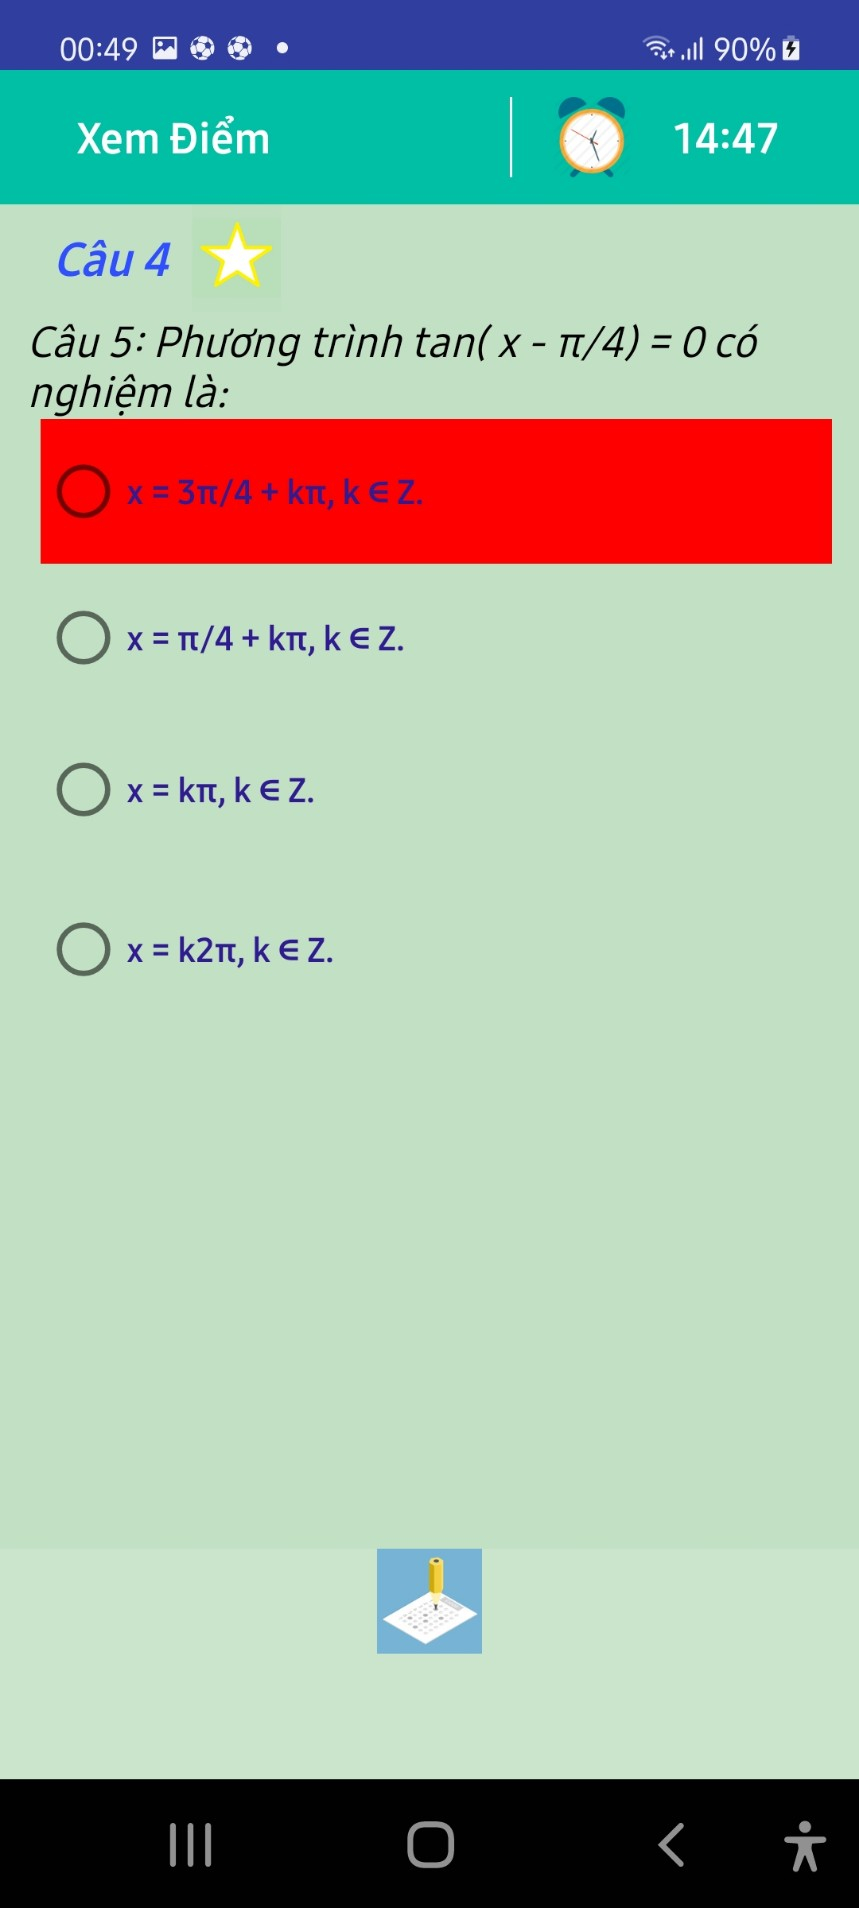 00:49 90%
Xem Điểm 14:47
Câu 4
Câu 5: Phương trình tan( x - π/4) = 0 có
nghiệm là:
x = 3π/4 + kπ, k ∈ Z.
x = π/4 + kπ, k ∈ Z.
x = kπ, k ∈ Z.
x = k2π, k ∈ Z.